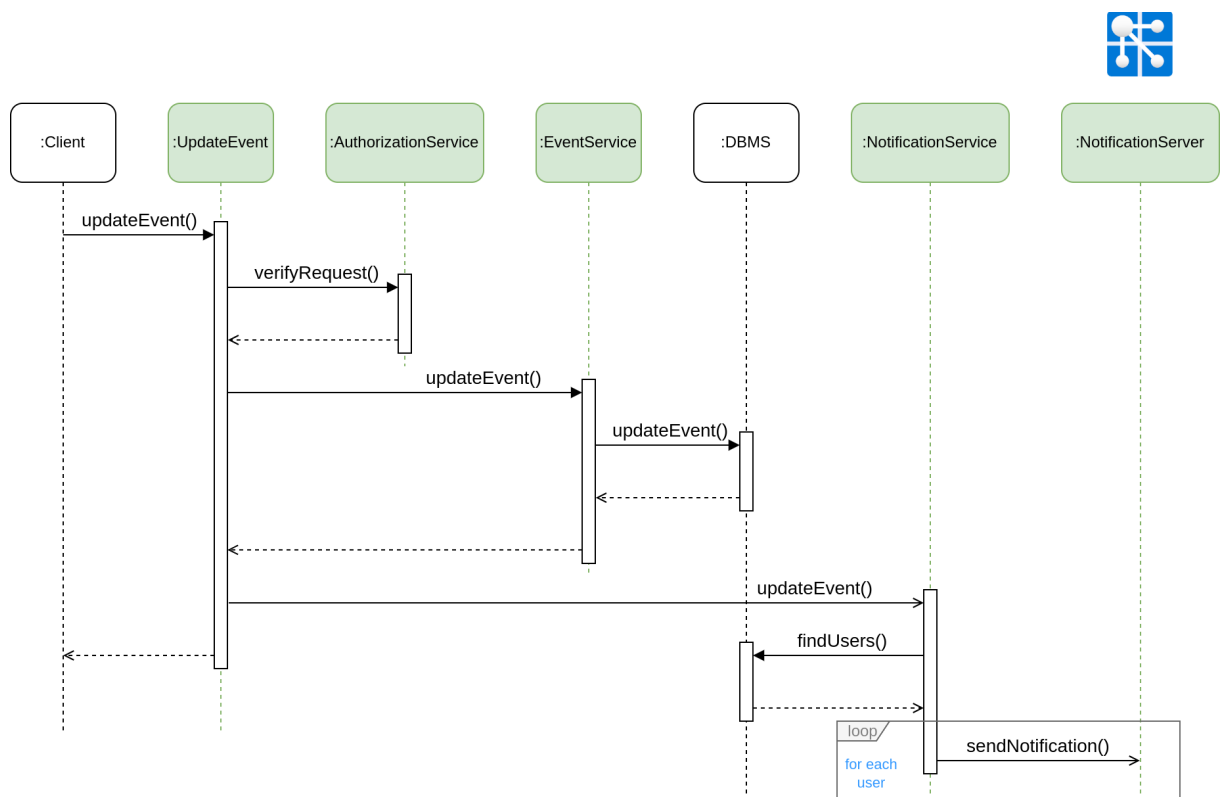 :Client
:UpdateEvent
:AuthorizationService
:EventService
:DBMS
:NotificationService
:NotificationServer
updateEvent()
verifyRequest()
updateEvent()
updateEvent()
updateEvent()
findUsers()
loop
sendNotification()
for each
user